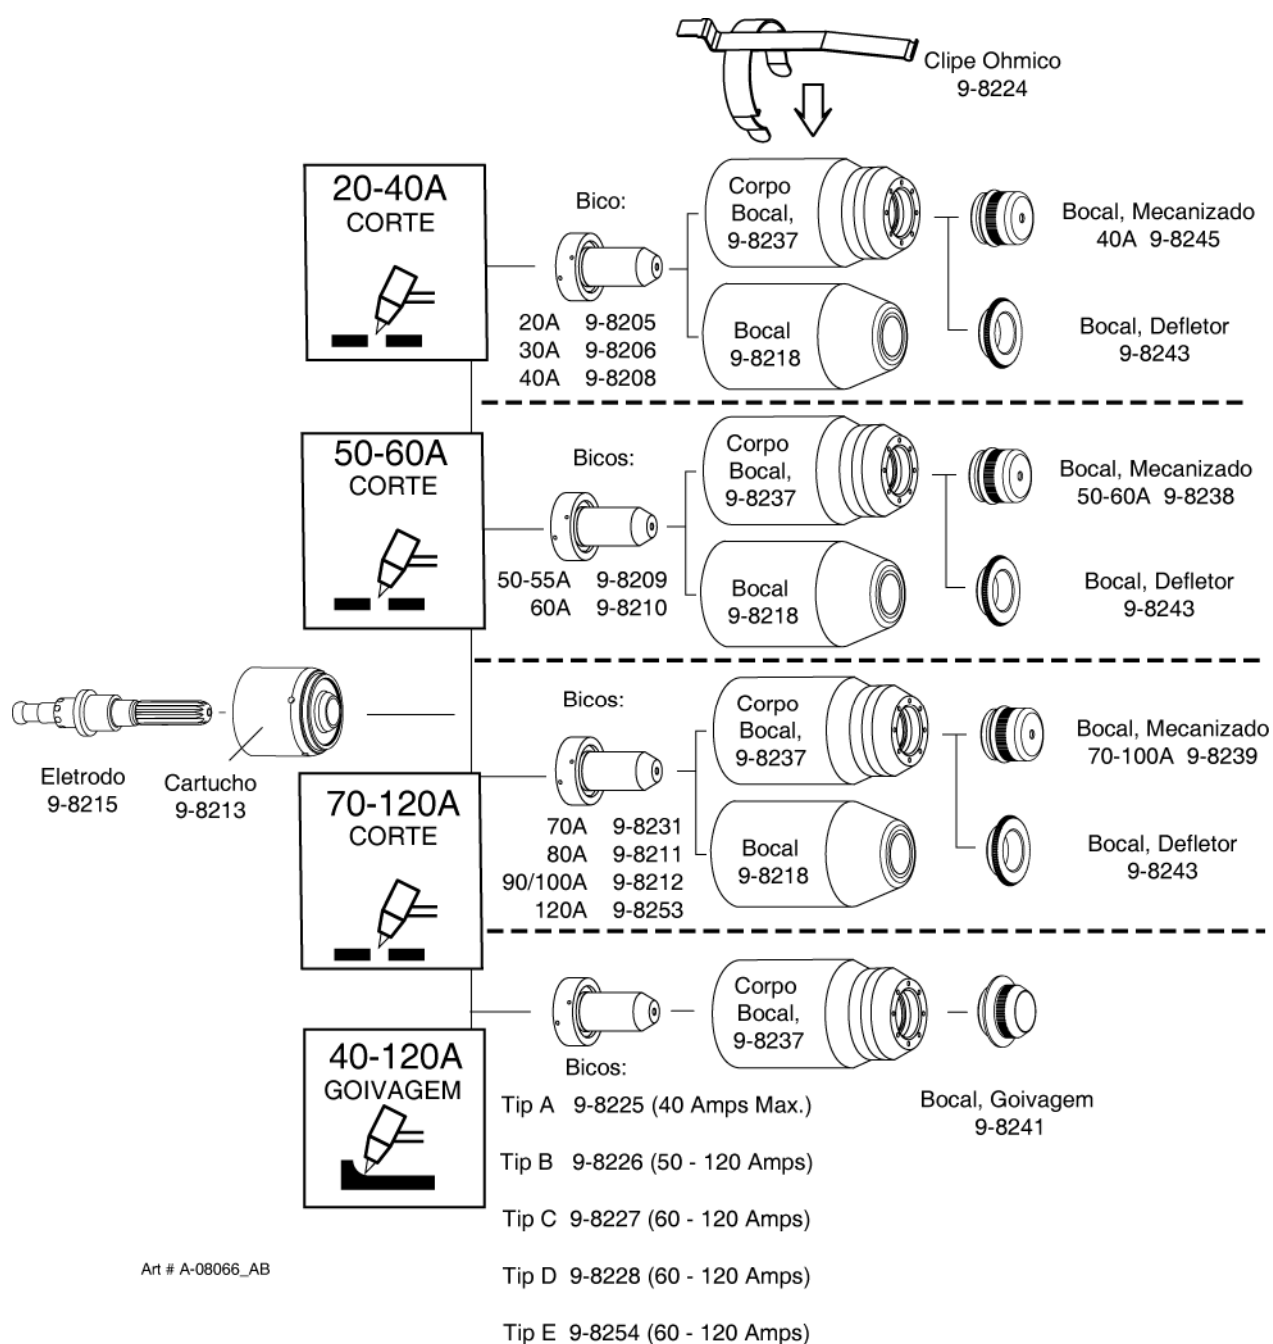 Clipe Ohmico
9-8224
20-40A
CORTE
Bico:
20A 9-8205
30A 9-8206
40A 9-8208
Corpo
Bocal,
9-8237
Bocal
9-8218
Bocal, Mecanizado
40A 9-8245
Bocal, Defletor
9-8243
50-60A
CORTE
Bicos:
50-55A 9-8209
60A 9-8210
Corpo
Bocal,
9-8237
Bocal
9-8218
Bocal, Mecanizado
50-60A 9-8238
Bocal, Defletor
9-8243
Eletrodo
9-8215
Cartucho
9-8213
70-120A
CORTE
Bicos:
70A 9-8231
80A 9-8211
90/100A 9-8212
120A 9-8253
Corpo
Bocal,
9-8237
Bocal
9-8218
Bocal, Mecanizado
70-100A 9-8239
Bocal, Defletor
9-8243
40-120A
GOIVAGEM
Bicos:
Tip A 9-8225 (40 Amps Max.)
Tip B 9-8226 (50 - 120 Amps)
Tip C 9-8227 (60 - 120 Amps)
Tip D 9-8228 (60 - 120 Amps)
Tip E 9-8254 (60 - 120 Amps)
Corpo
Bocal,
9-8237
Bocal, Goivagem
9-8241
Art # A-08066_AB